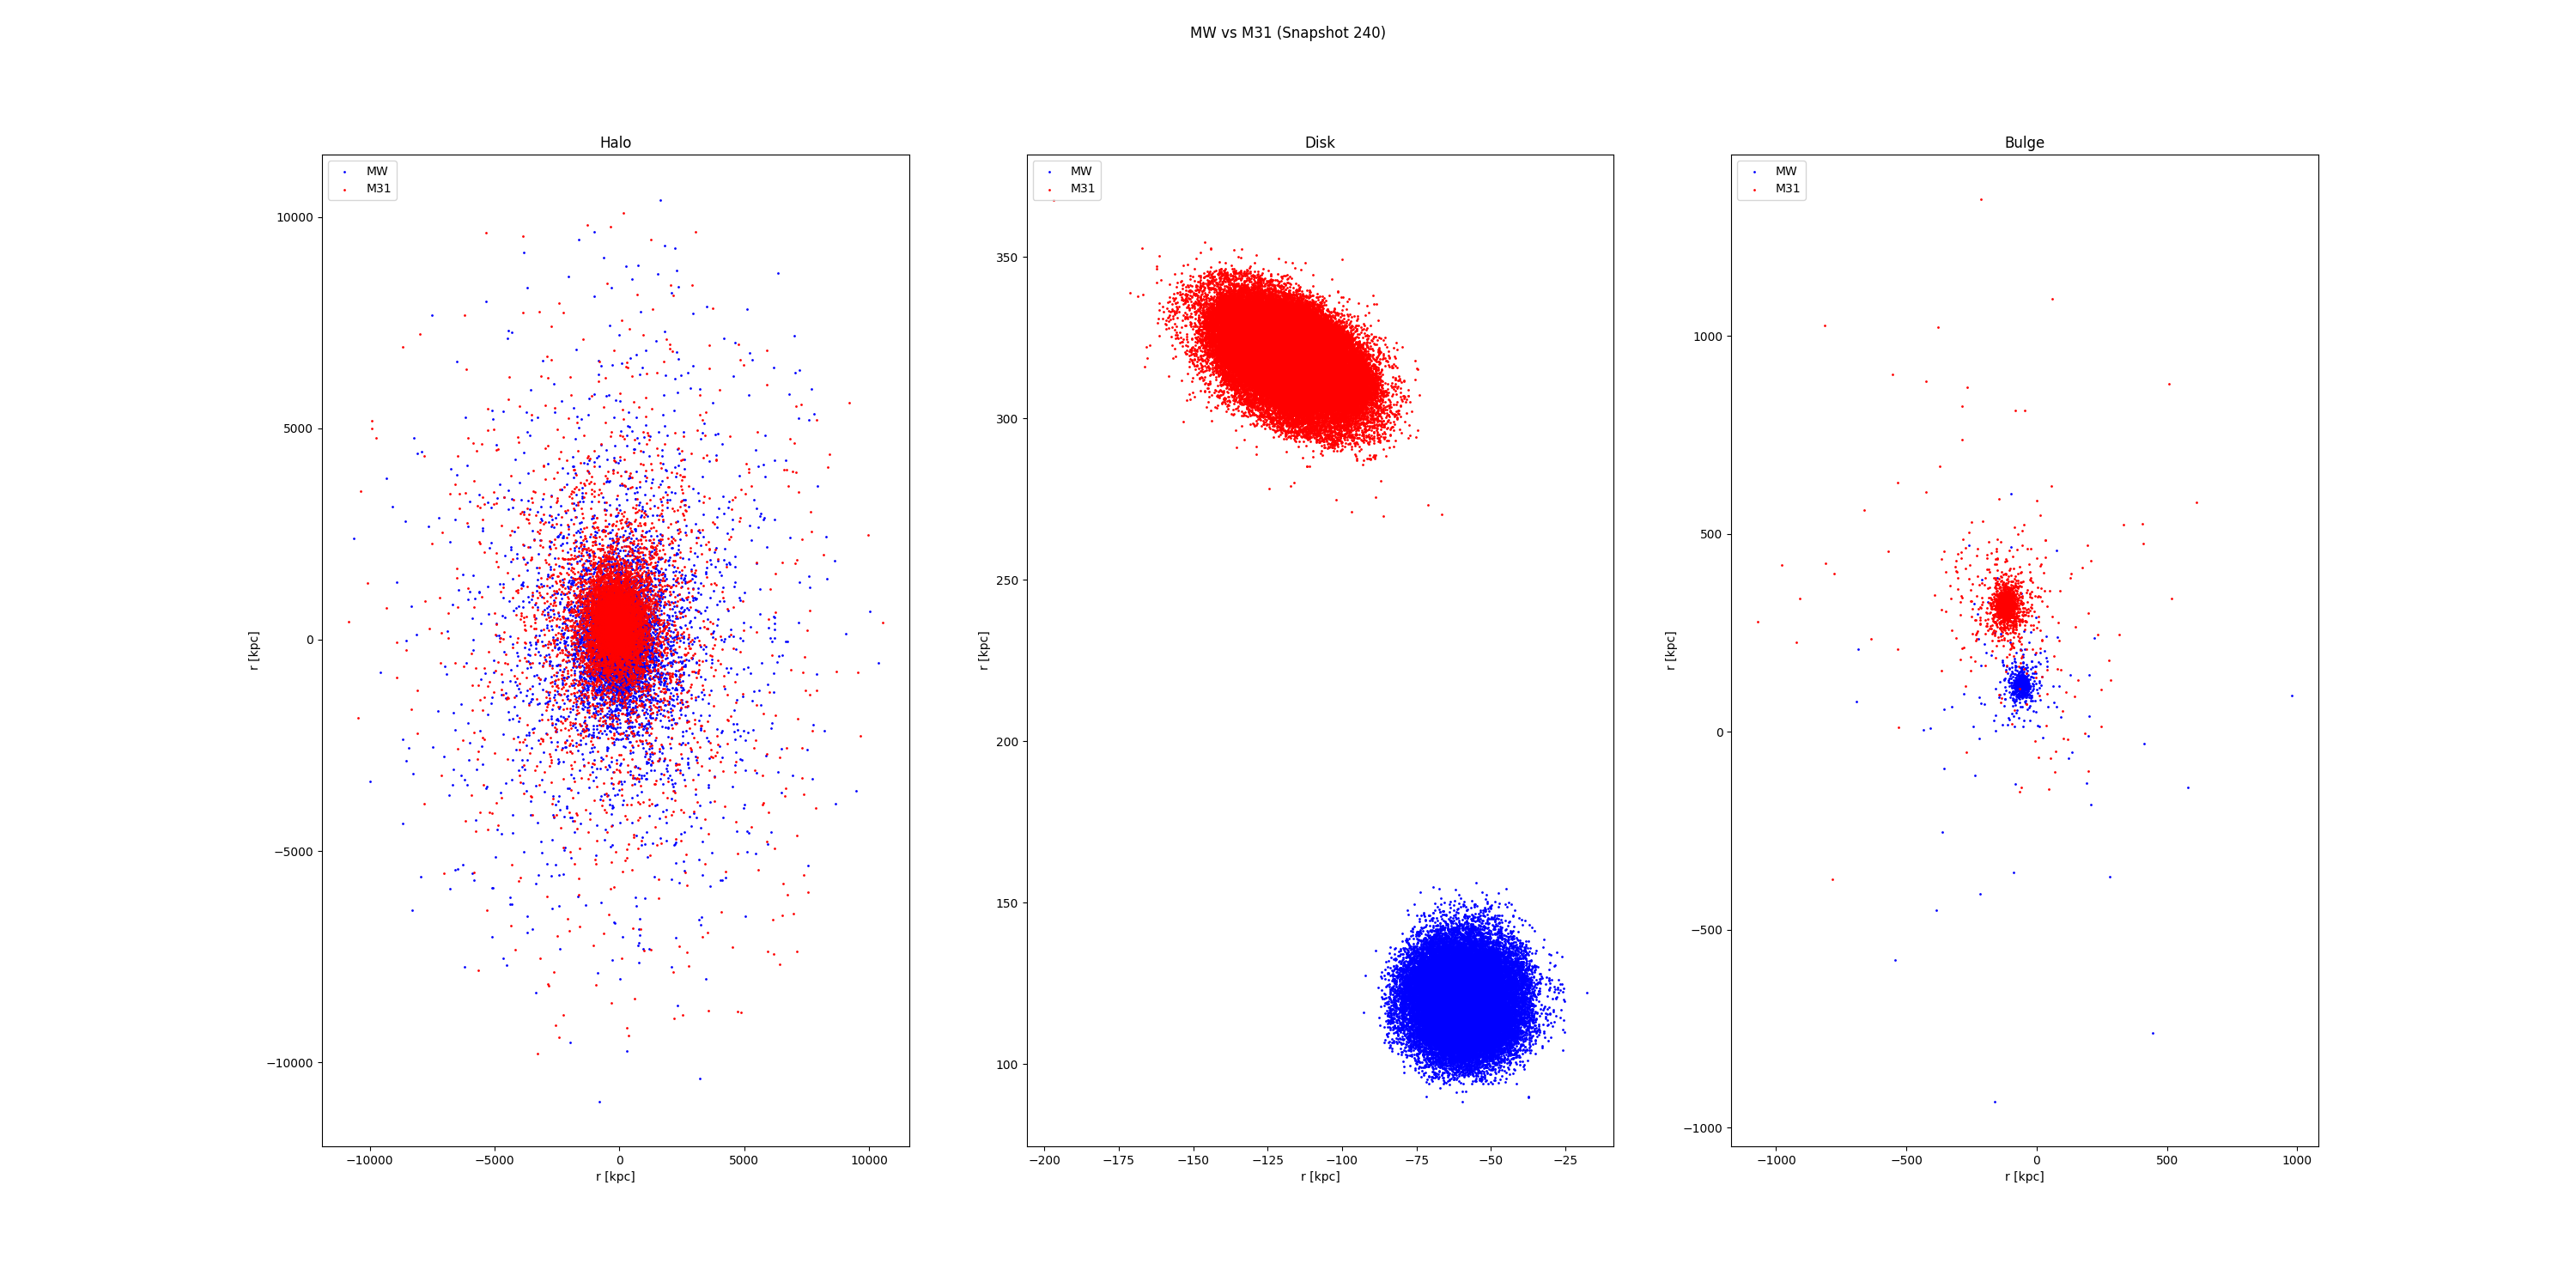 MW vs M31 (Snapshot 240)
Halo
MW
M31
10000
5000
0
−5000
−10000
r [kpc]
−10000 −5000 0 5000 10000
r [kpc]
Disk
MW
M31
350
300
250
200
150
100
r [kpc]
−200 −175 −150 −125 −100 −75 −50 −25
r [kpc]
Bulge
MW
M31
1000
500
0
−500
−1000
r [kpc]
−1000 −500 0 500 1000
r [kpc]